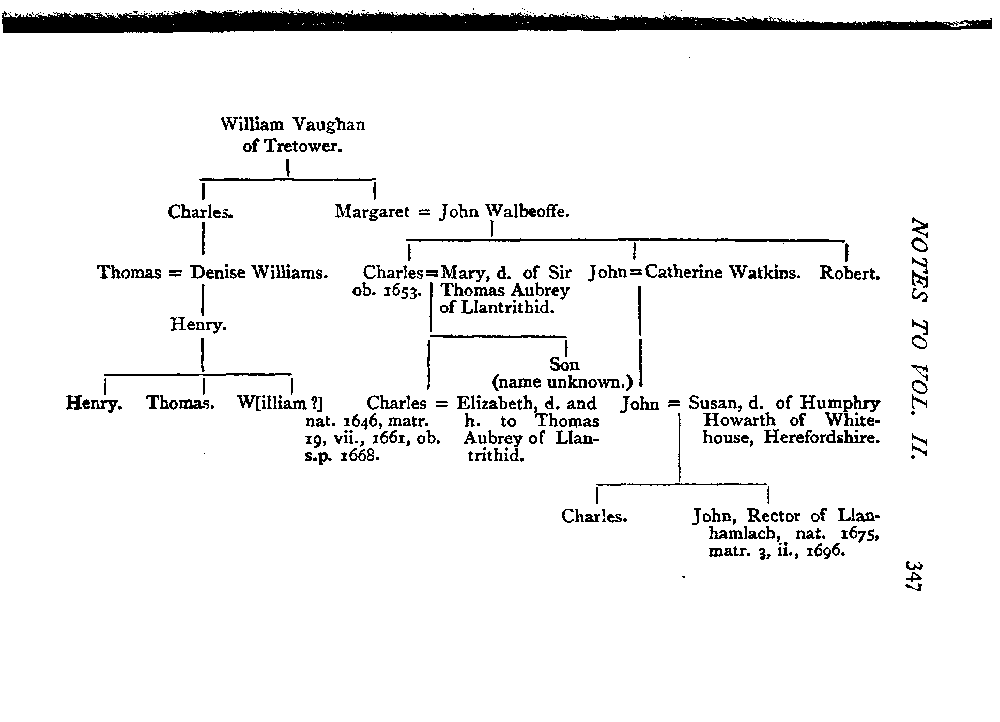 William Vaughan
of Tretower.
Charles. Margaret = John Walbeoffe.
Thomas = Denise Williams. Charles=Mary, d. of Sir John=Catherine Watkins. Robert.
ob. 1653. Thomas Aubrey
of Llantrithid.
Henry.
Son
(name unknown.)
Henry. Thomas. W[illiam ?] Charles = Elizabeth, d. and John = Susan, d. of Humphry
nat. 1646, matr. h. to Thomas Howarth of White-
19, vii., 1661, ob. Aubrey of Llan- house, Herefordshire.
s.p. 1668. trithid.
Charles. John, Rector of Llan-
hamlach, nat. 1675,
matr. 3, ii., 1696.
NOTES TO VOL. II.
347